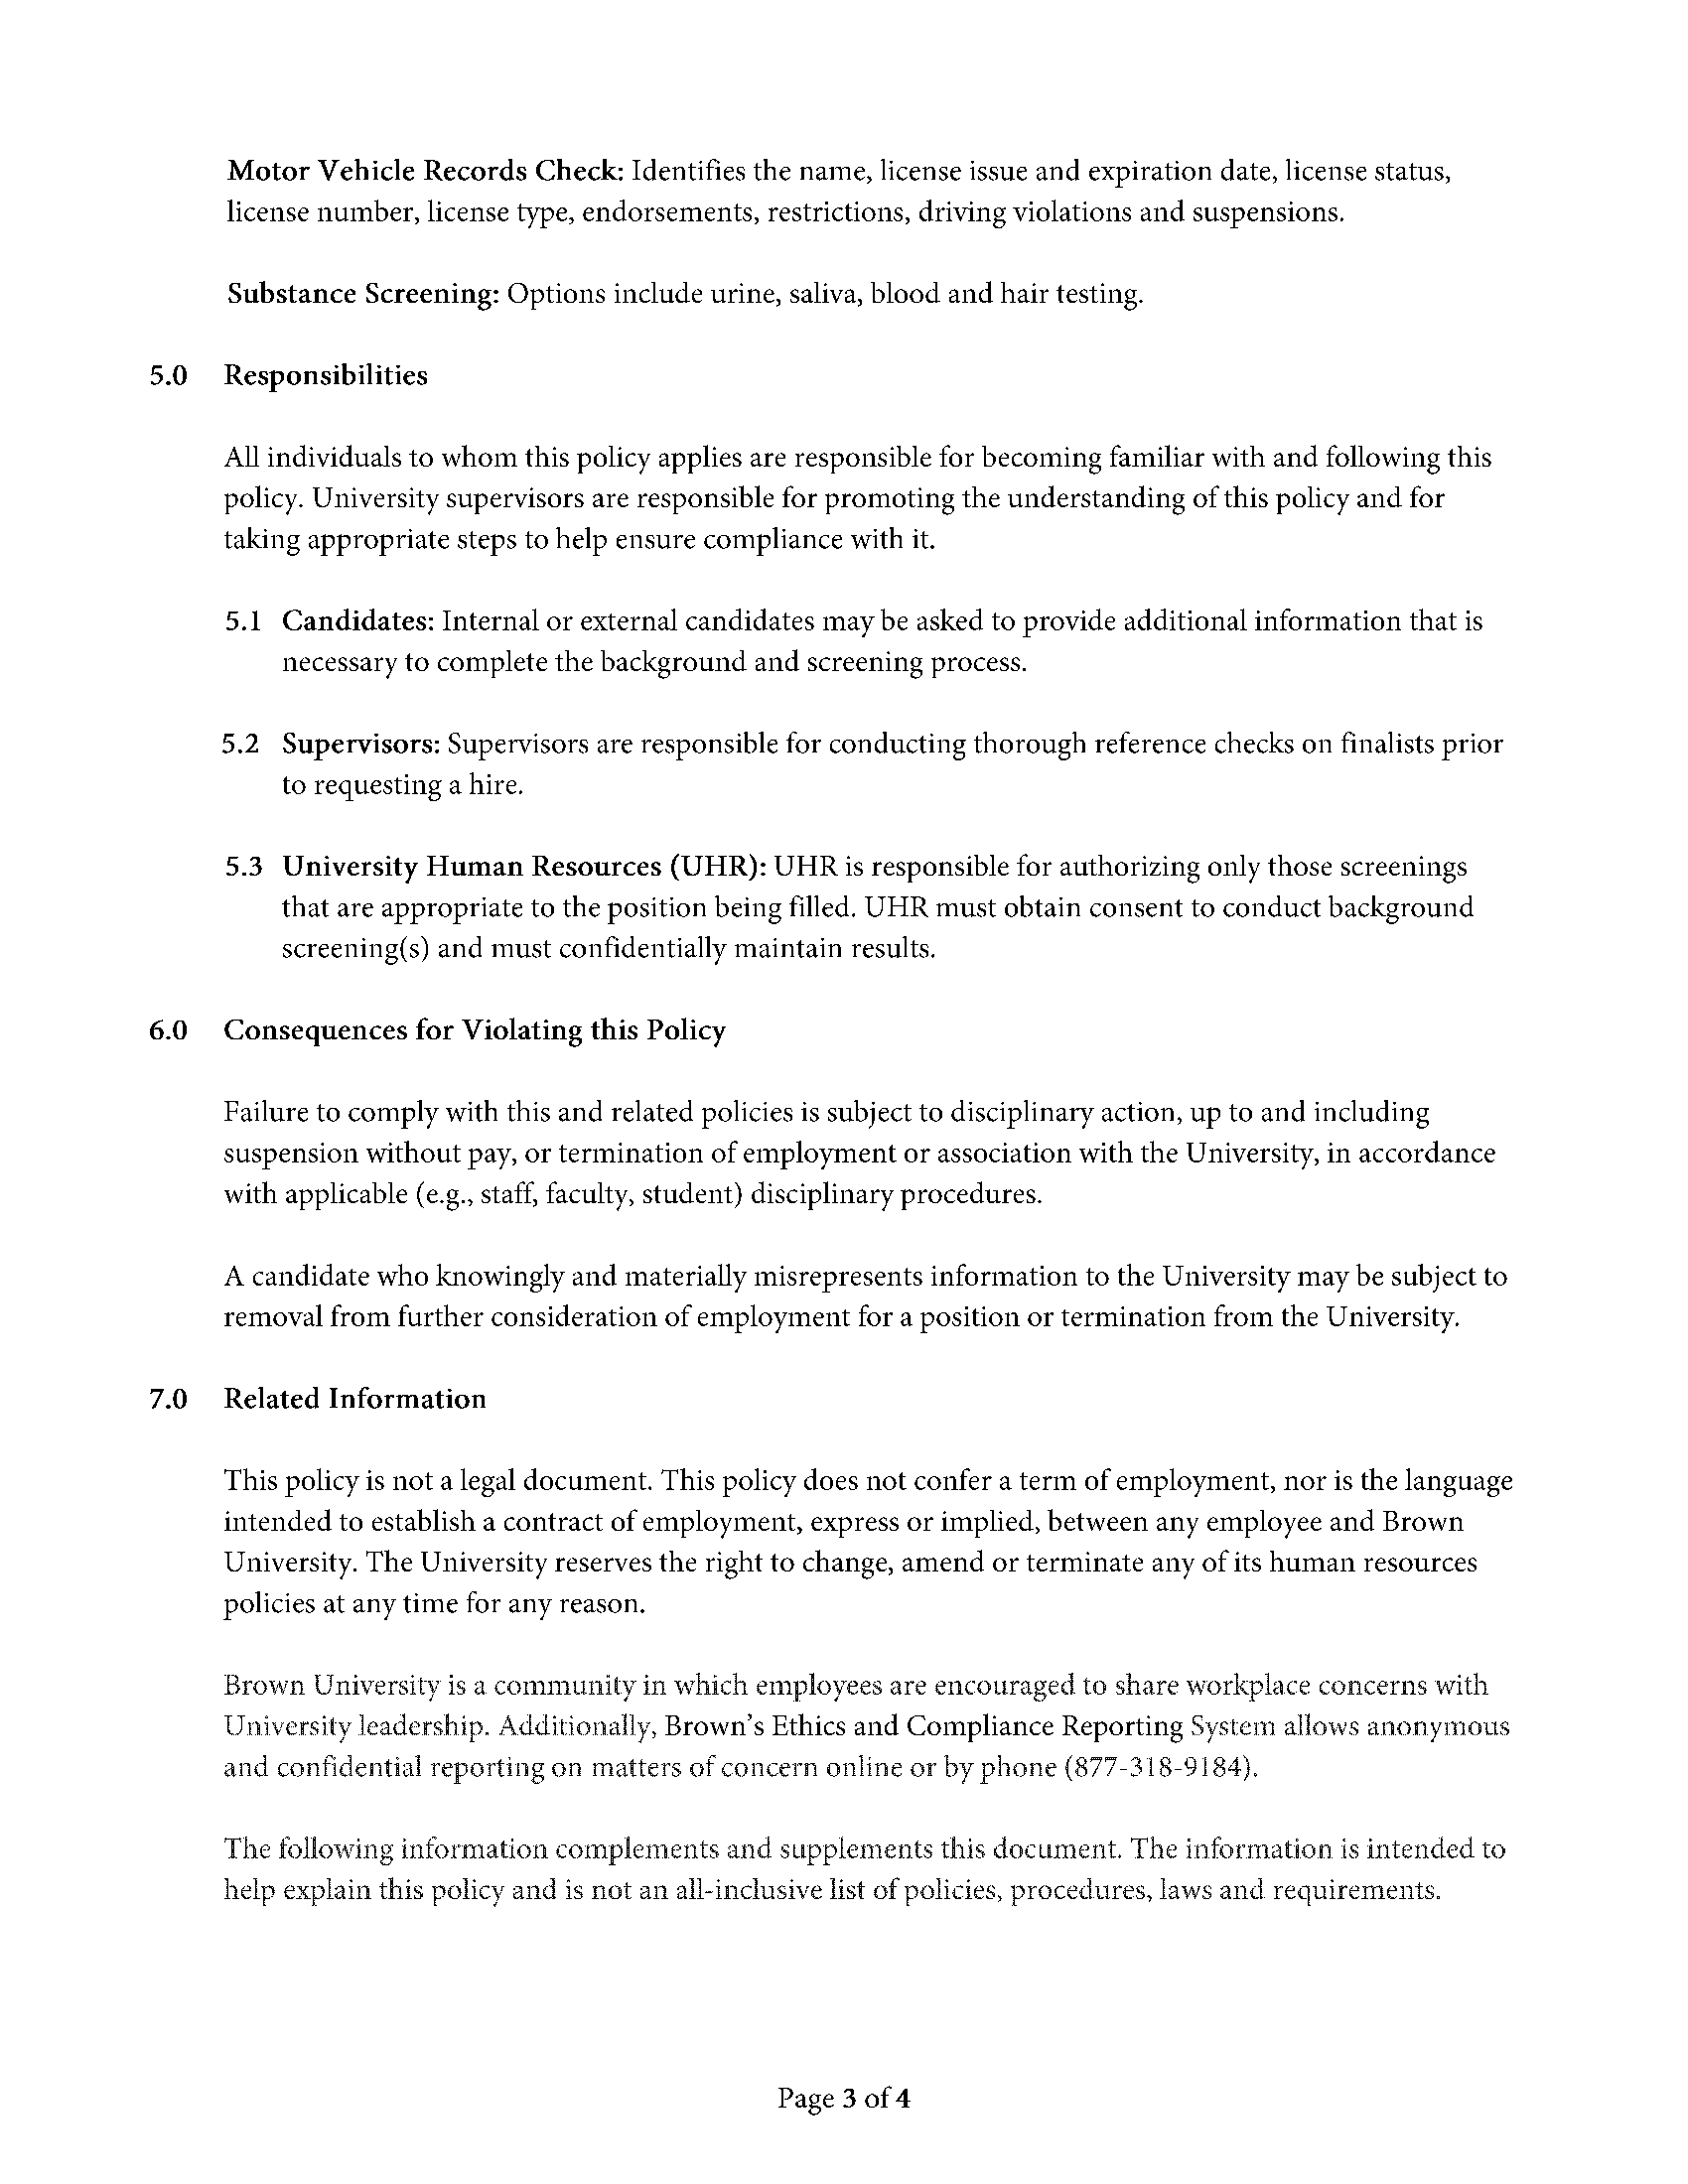 Motor Vehicle Records Check: Identifies the name, license issue and expiration date, license status,
license number, license type, endorsements, restrictions, driving violations and suspensions.
Substance Screening: Options include urine, saliva, blood and hair testing.
5.0 Responsibilities
All individuals to whom this policy applies are responsible for becoming familiar with and following this
policy. University supervisors are responsible for promoting the understanding of this policy and for
taking appropriate steps to help ensure compliance with it.
5.1 Candidates: Internal or external candidates may be asked to provide additional information that is
necessary to complete the background and screening process.
5.2 Supervisors: Supervisors are responsible for conducting thorough reference checks on finalists prior
to requesting a hire.
5.3 University Human Resources (UHR): UHR is responsible for authorizing only those screenings
that are appropriate to the position being filled. UHR must obtain consent to conduct background
screening(s) and must confidentially maintain results.
6.0 Consequences for Violating this Policy
Failure to comply with this and related policies is subject to disciplinary action, up to and including
suspension without pay, or termination of employment or association with the University, in accordance
with applicable (e.g., staff, faculty, student) disciplinary procedures.
A candidate who knowingly and materially misrepresents information to the University may be subject to
removal from further consideration of employment for a position or termination from the University.
7.0 Related Information
This policy is not a legal document. This policy does not confer a term of employment, nor is the language
intended to establish a contract of employment, express or implied, between any employee and Brown
University. The University reserves the right to change, amend or terminate any of its human resources
policies at any time for any reason.
Brown University is a community in which employees are encouraged to share workplace concerns with
University leadership. Additionally, Brown’s Ethics and Compliance Reporting System allows anonymous
and confidential reporting on matters of concern online or by phone (877-318-9184).
The following information complements and supplements this document. The information is intended to
help explain this policy and is not an all-inclusive list of policies, procedures, laws and requirements.
Page 3 of 4